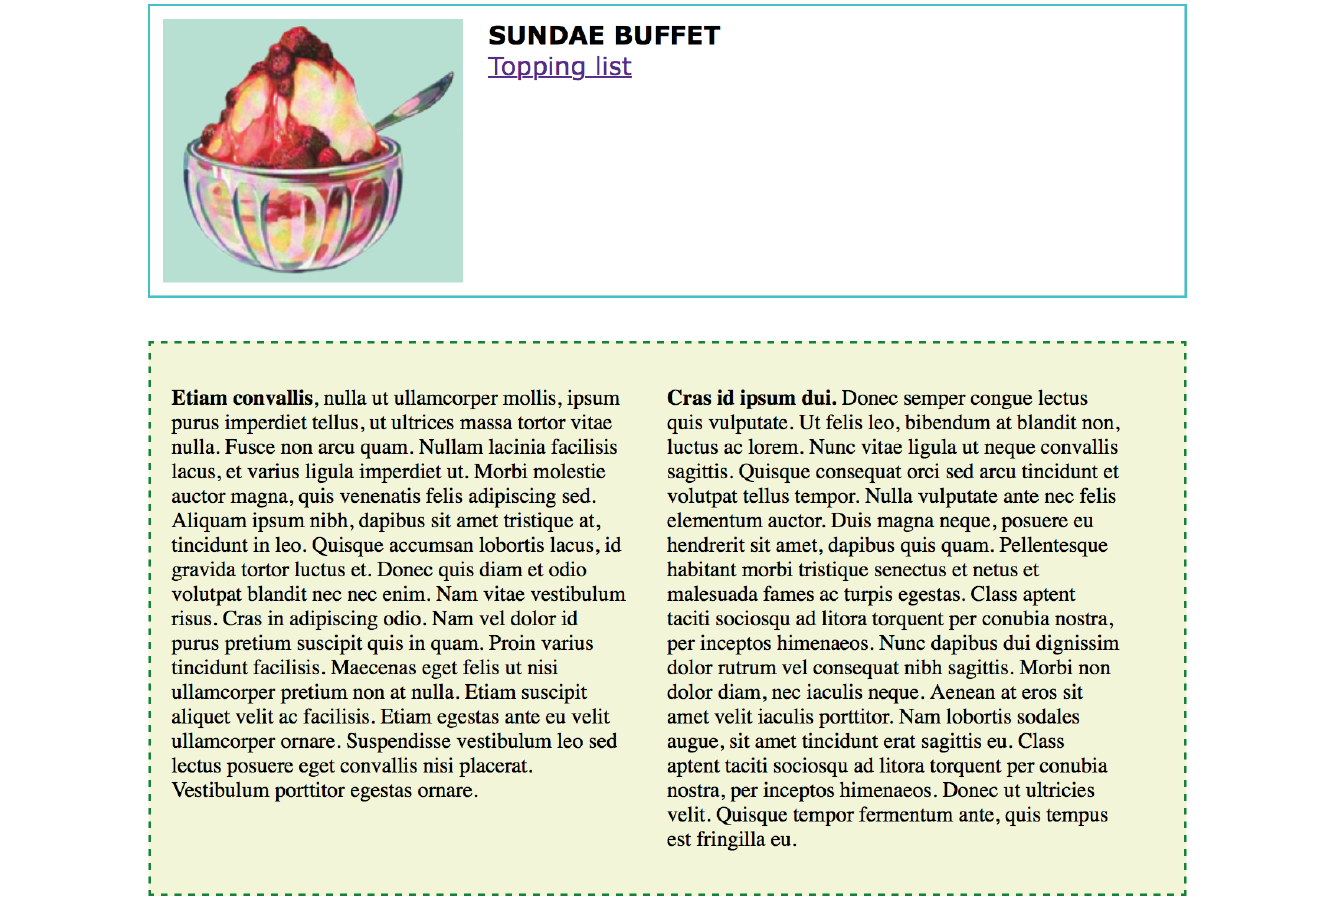 SUNDAE BUFFET
Topping list
Etiam convallis, nulla ut ullamcorper mollis, ipsum
purus imperdiet tellus, ut ultrices massa tortor vitae
nulla. Fusce non arcu quam. Nullam lacinia facilisis
lacus, et varius ligula imperdiet ut. Morbi molestie
auctor magna, quis venenatis felis adipiscing sed.
Aliquam ipsum nibh, dapibus sit amet tristique at,
tincidunt in leo. Quisque accumsan lobortis lacus, id
gravida tortor luctus et. Donec quis diam et odio
volutpat blandit nec nec enim. Nam vitae vestibulum
risus. Cras in adipiscing odio. Nam vel dolor id
purus pretium suscipit quis in quam. Proin varius
tincidunt facilisis. Maecenas eget felis ut nisi
ullamcorper pretium non at nulla. Etiam suscipit
aliquet velit ac facilisis. Etiam egestas ante eu velit
ullamcorper ornare. Suspendisse vestibulum leo sed
lectus posuere eget convallis nisi placerat.
Vestibulum porttitor egestas ornare.
Cras id ipsum dui. Donec semper congue lectus
quis vulputate. Ut felis leo, bibendum at blandit non,
luctus ac lorem. Nunc vitae ligula ut neque convallis
sagittis. Quisque consequat orci sed arcu tincidunt et
volutpat tellus tempor. Nulla vulputate ante nec felis
elementum auctor. Duis magna neque, posuere eu
hendrerit sit amet, dapibus quis quam. Pellentesque
habitant morbi tristique senectus et netus et
malesuada fames ac turpis egestas. Class aptent
taciti sociosqu ad litora torquent per conubia nostra,
per inceptos himenaeos. Nunc dapibus dui dignissim
dolor rutrum vel consequat nibh sagittis. Morbi non
dolor diam, nec iaculis neque. Aenean at eros sit
amet velit iaculis porttitor. Nam lobortis sodales
augue, sit amet tincidunt erat sagittis eu. Class
aptent taciti sociosqu ad litora torquent per conubia
nostra, per inceptos himenaeos. Donec ut ultricies
velit. Quisque tempor fermentum ante, quis tempus
est fringilla eu.